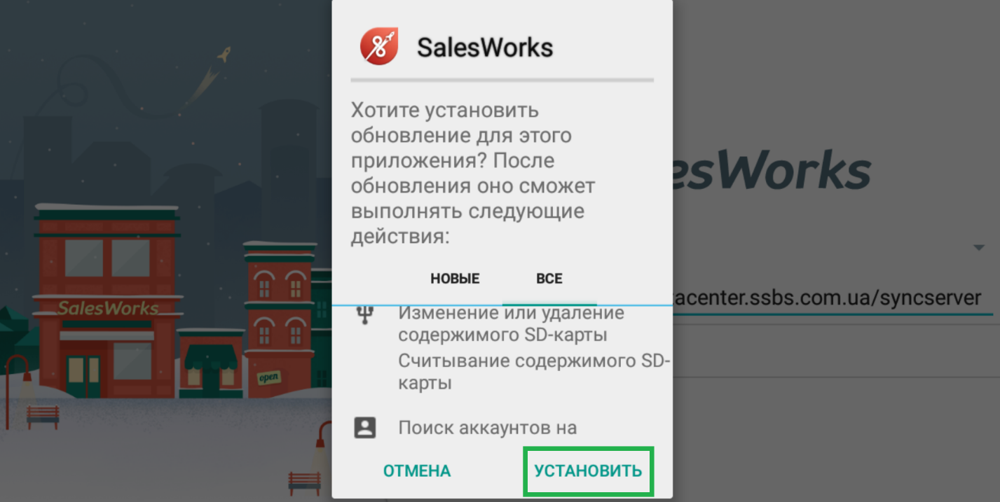 SalesWorks
Хотите установить
обновление для этого
приложения? После
обновления оно сможет
выполнять следующие
действия:
НОВЫЕ ВСЕ
Изменение или удаление
содержимого SD-карты
Считывание содержимого SD-
карты
Поиск аккаунтов на
ОТМЕНА УСТАНОВИТЬ
SalesWorks
open
esWorks
acenter.ssbs.com.ua/syncserver